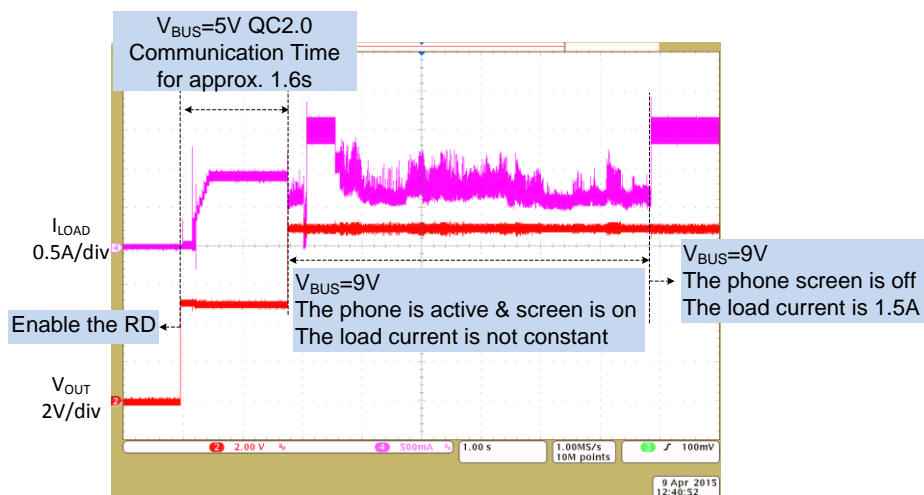 VBUS=5V QC2.0
Communication Time
for approx. 1.6s
ILOAD
0.5A/div
4
VBUS=9V
The phone is active & screen is on
The load current is not constant
VBUS=9V
The phone screen is off
The load current is 1.5A
Enable the RD
VOUT
2V/div
2
2 2.00 V
4 500mA
1.00 s
1.00MS/s
10M points
3 100mV
9 Apr 2015
12:40:52